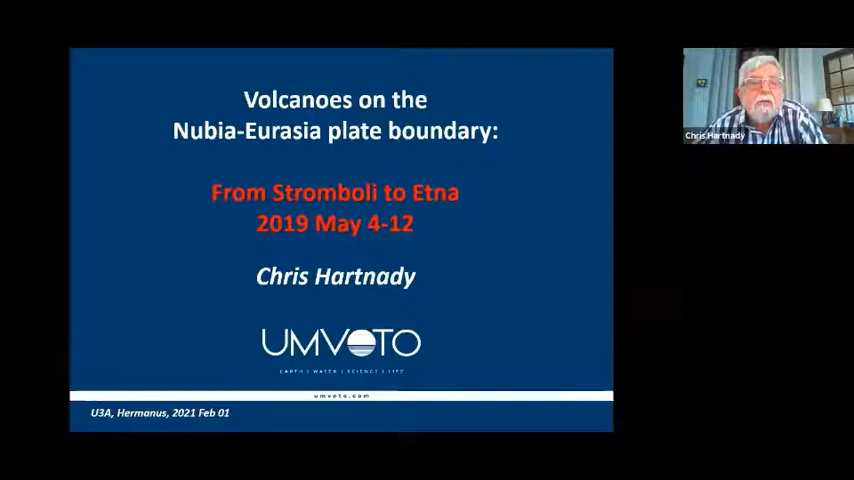 Volcanoes on the
Nubia-Eurasia plate boundary:
From Stromboli to Etna
2019 May 4-12
Chris Hartnady
UMVOTO
EARTH | WATER | SCIENCE | LIFE
umvoto.com
U3A, Hermanus, 2021 Feb 01
Chris Hartnady